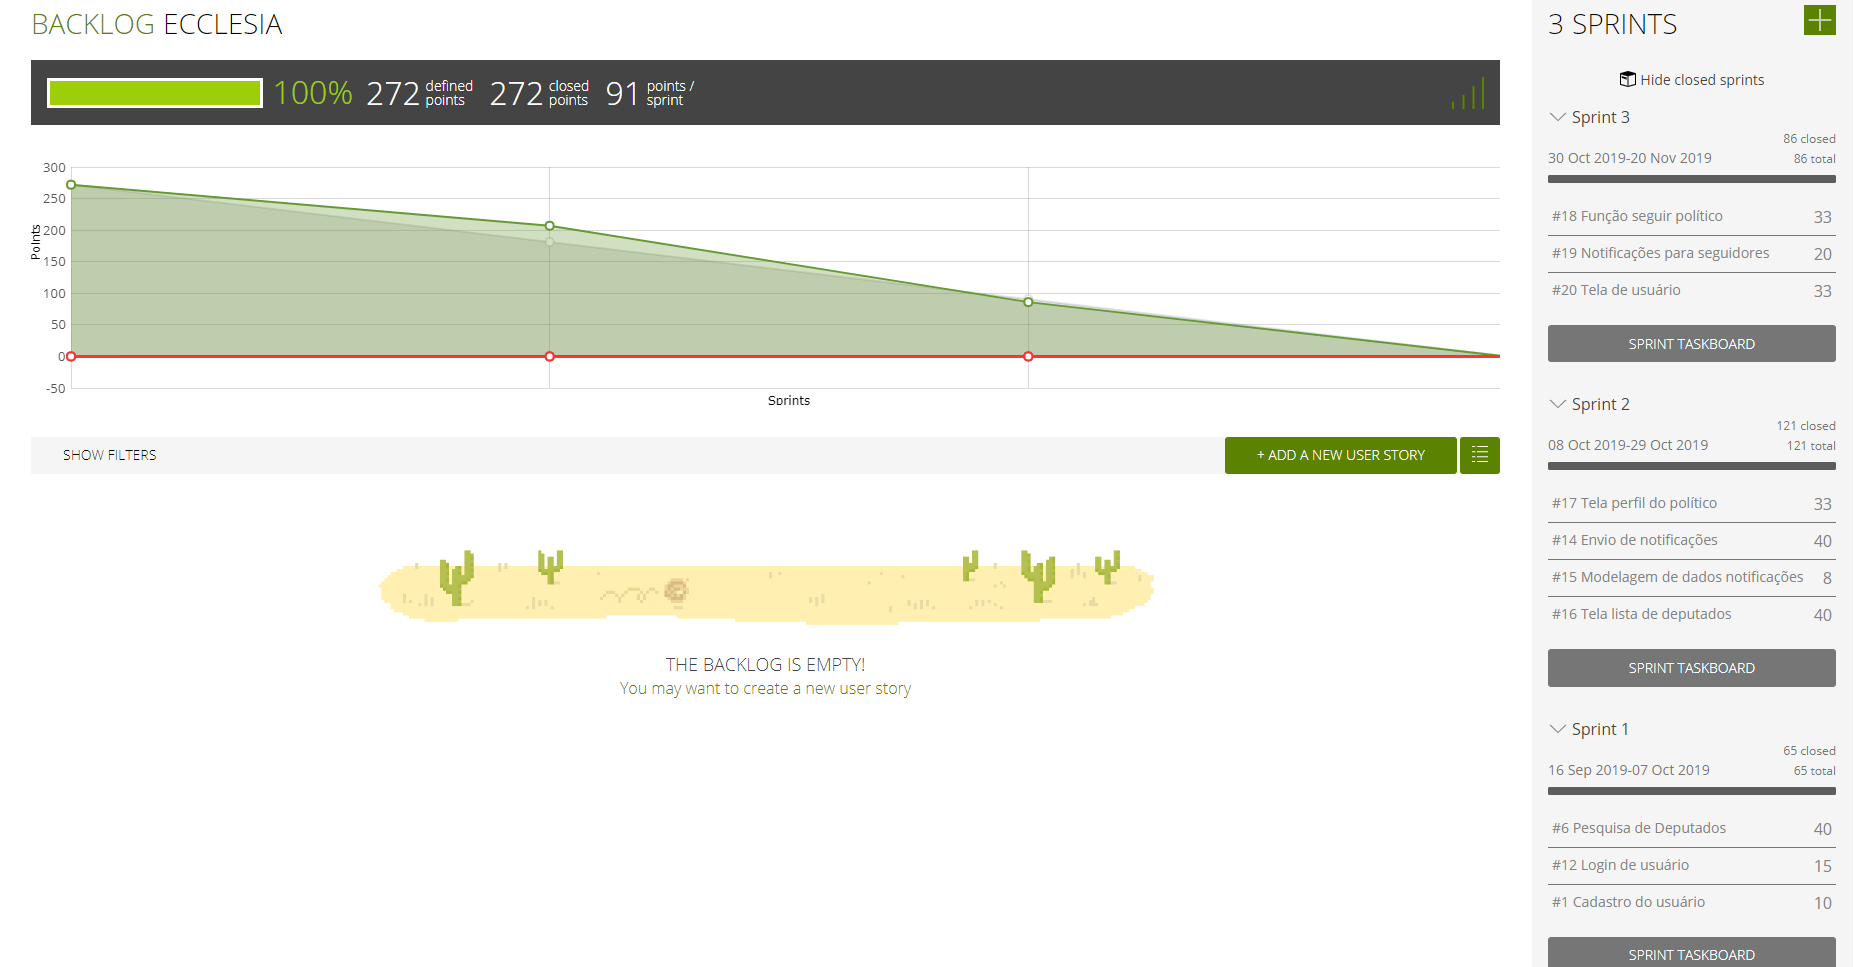 BACKLOG ECCLESIA
100% 272 defined points 272 closed points 91 points / sprint
300
250
200
150
100
50
0
-50
Points
Sprints
SHOW FILTERS
+ ADD A NEW USER STORY
THE BACKLOG IS EMPTY!
You may want to create a new user story
3 SPRINTS
Hide closed sprints
Sprint 3
86 closed
30 Oct 2019-20 Nov 2019 86 total
#18 Função seguir político 33
#19 Notificações para seguidores 20
#20 Tela de usuário 33
SPRINT TASKBOARD
Sprint 2
121 closed
08 Oct 2019-29 Oct 2019 121 total
#17 Tela perfil do político 33
#14 Envio de notificações 40
#15 Modelagem de dados notificações 8
#16 Tela lista de deputados 40
SPRINT TASKBOARD
Sprint 1
65 closed
16 Sep 2019-07 Oct 2019 65 total
#6 Pesquisa de Deputados 40
#12 Login de usuário 15
#1 Cadastro do usuário 10
SPRINT TASKBOARD